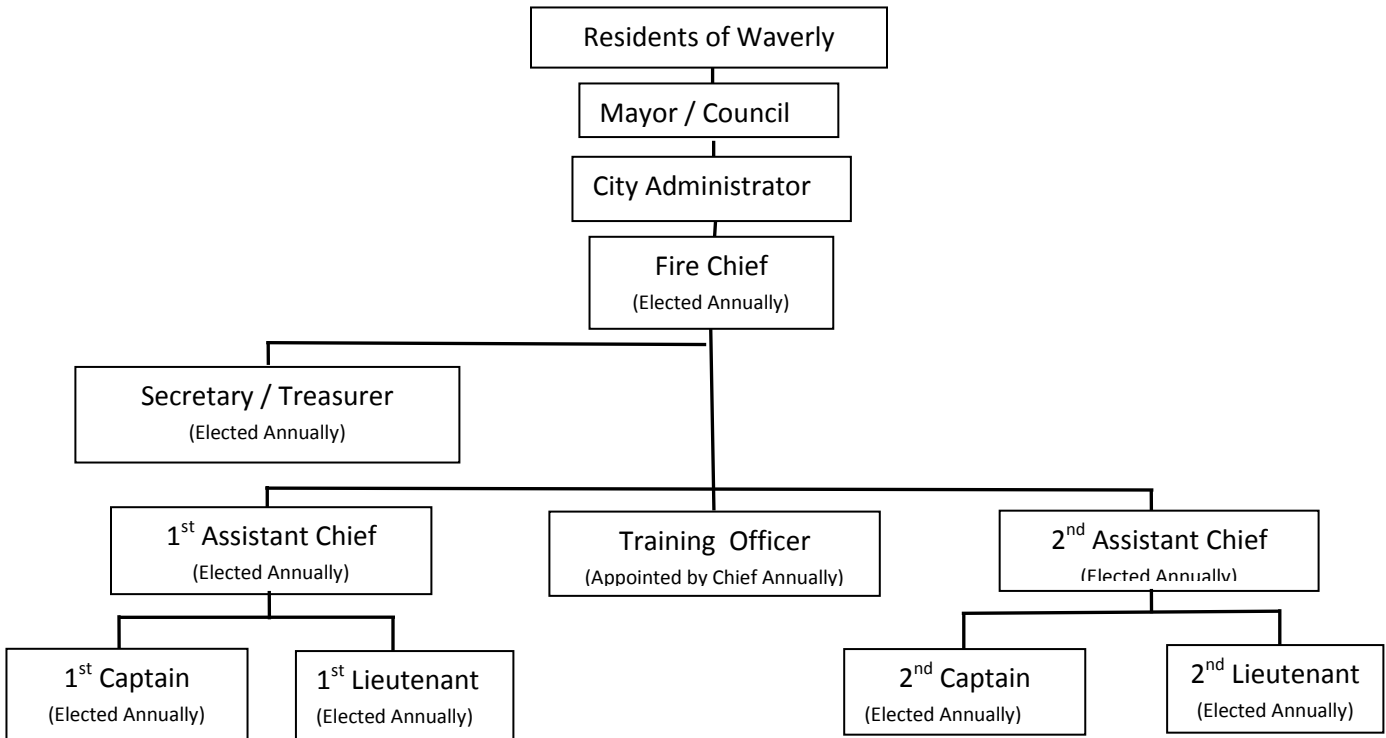 Residents of Waverly
Mayor / Council
City Administrator
Fire Chief
(Elected Annually)
Secretary / Treasurer
(Elected Annually)
1st Assistant Chief
(Elected Annually)
Training Officer
(Appointed by Chief Annually)
2nd Assistant Chief
(Elected Annually)
1st Captain
(Elected Annually)
1st Lieutenant
(Elected Annually)
2nd Captain
(Elected Annually)
2nd Lieutenant
(Elected Annually)